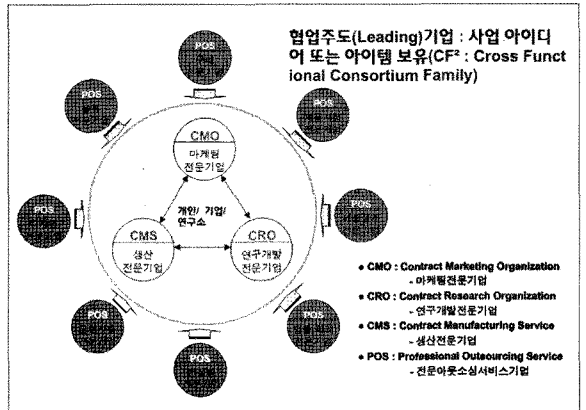 협업주도(Leading)기업 : 사업 아이디
어 또는 아이템 보유(CF² : Cross Funct
ional Consortium Family)
POS
POS
POS
CMO
마케팅
전문기업
개인/ 기업/
연구소
POS
POS
CMS
생산
전문기업
CRO
연구개발
전문기업
POS
POS
POS
● CMO : Contract Marketing Organization
- 마케팅전문기업
● CRO : Contract Research Organization
- 연구개발전문기업
● CMS : Contract Manufacturing Service
- 생산전문기업
● POS : Professional Outsourcing Service
- 전문아웃소싱서비스기업